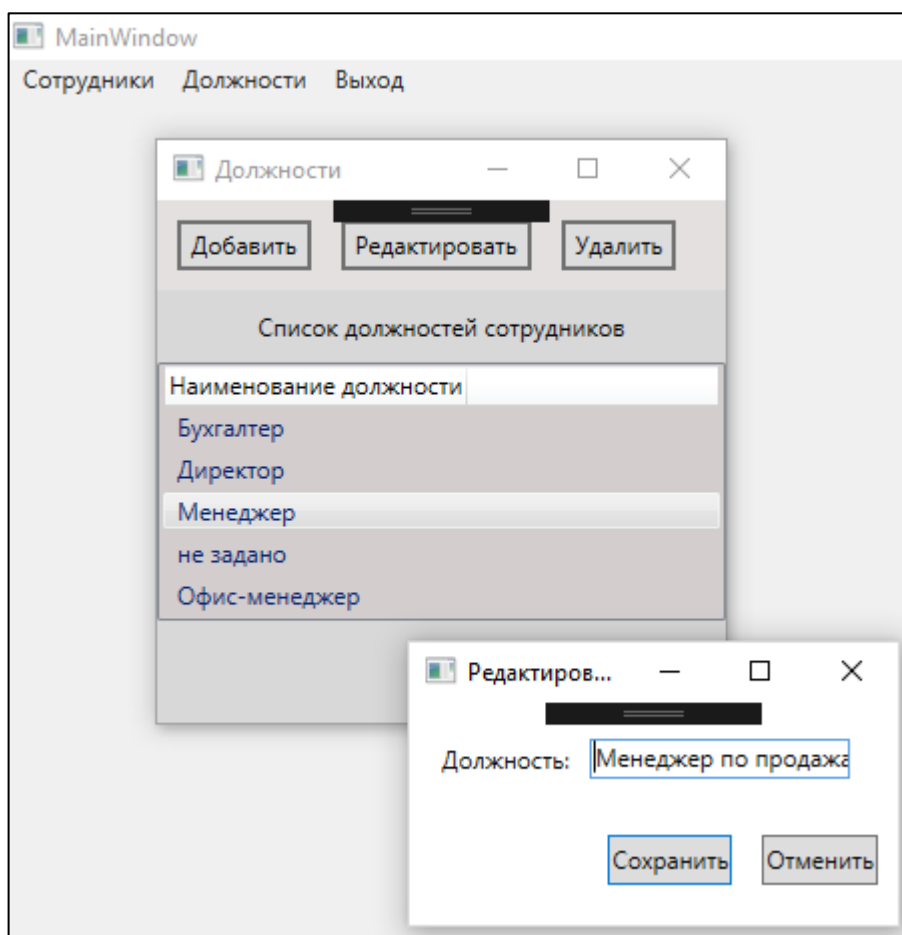 MainWindow
Сотрудники Должности Выход
Должности
Добавить Редактировать Удалить
Список должностей сотрудников
Наименование должности
Бухгалтер
Директор
Менеджер
не задано
Офис-менеджер
Редактиров...
Должность: Менеджер по продажа
Сохранить Отменить